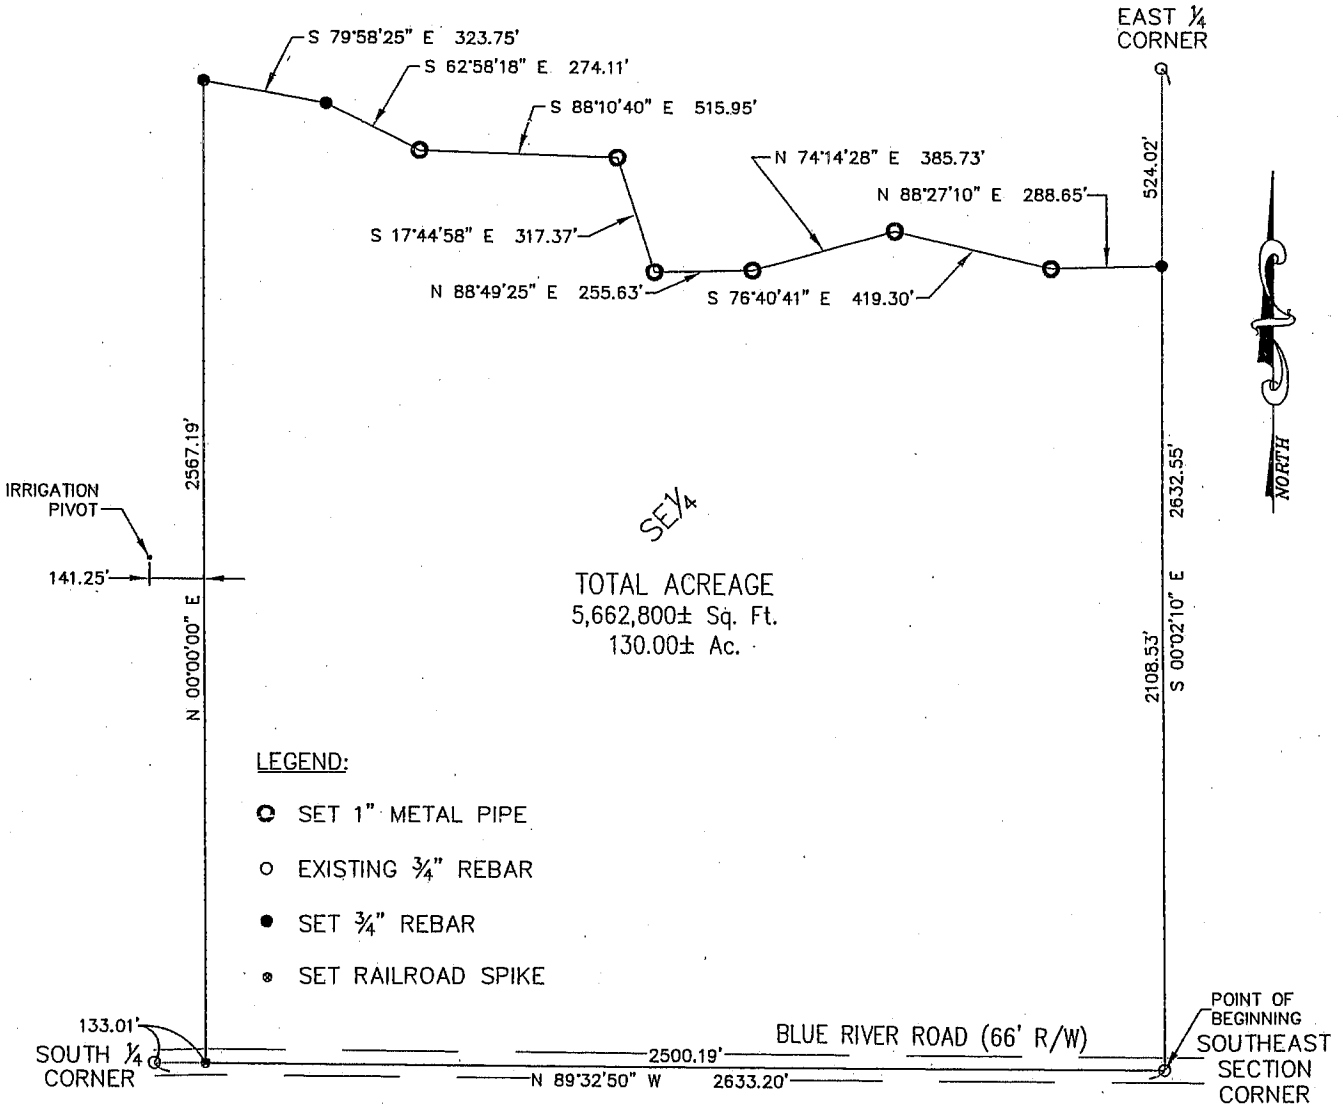 EAST ¼
CORNER
S 79°58'25" E 323.75'
S 62°58'18" E 274.11'
S 88°10'40" E 515.95'
N 74°14'28" E 385.73'
524.02'
N 88°27'10" E 288.65'
S 17°44'58" E 317.37'
N 88°49'25" E 255.63'
S 76°40'41" E 419.30'
2567.19'
N 00°00'00" E
2632.55'
S 00°02'10" E
2108.53'
NORTH
IRRIGATION
PIVOT
141.25'
SE¼
TOTAL ACREAGE
5,662,800± Sq. Ft.
130.00± Ac.
LEGEND:
SET 1" METAL PIPE
EXISTING ¾" REBAR
SET ¾" REBAR
SET RAILROAD SPIKE
133.01'
SOUTH ¼
CORNER
BLUE RIVER ROAD (66' R/W)
2500.19'
N 89°32'50" W 2633.20'
POINT OF
BEGINNING
SOUTHEAST
SECTION
CORNER